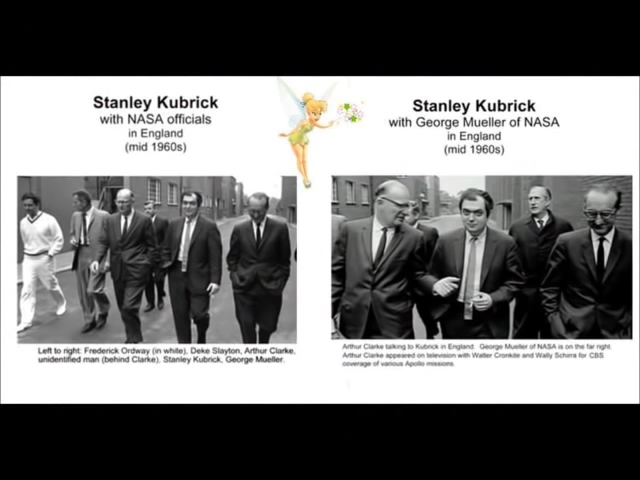 Stanley Kubrick
with NASA officials
in England
(mid 1960s)
Left to right: Frederick Ordway (in white), Deke Slayton, Arthur Clarke,
unidentified man (behind Clarke), Stanley Kubrick, George Mueller.
Stanley Kubrick
with George Mueller of NASA
in England
(mid 1960s)
Arthur Clarke talking to Kubrick in England. George Mueller of NASA is on the far right.
Arthur Clarke appeared on television with Walter Cronkite and Wally Schirra for CBS
coverage of various Apollo missions.